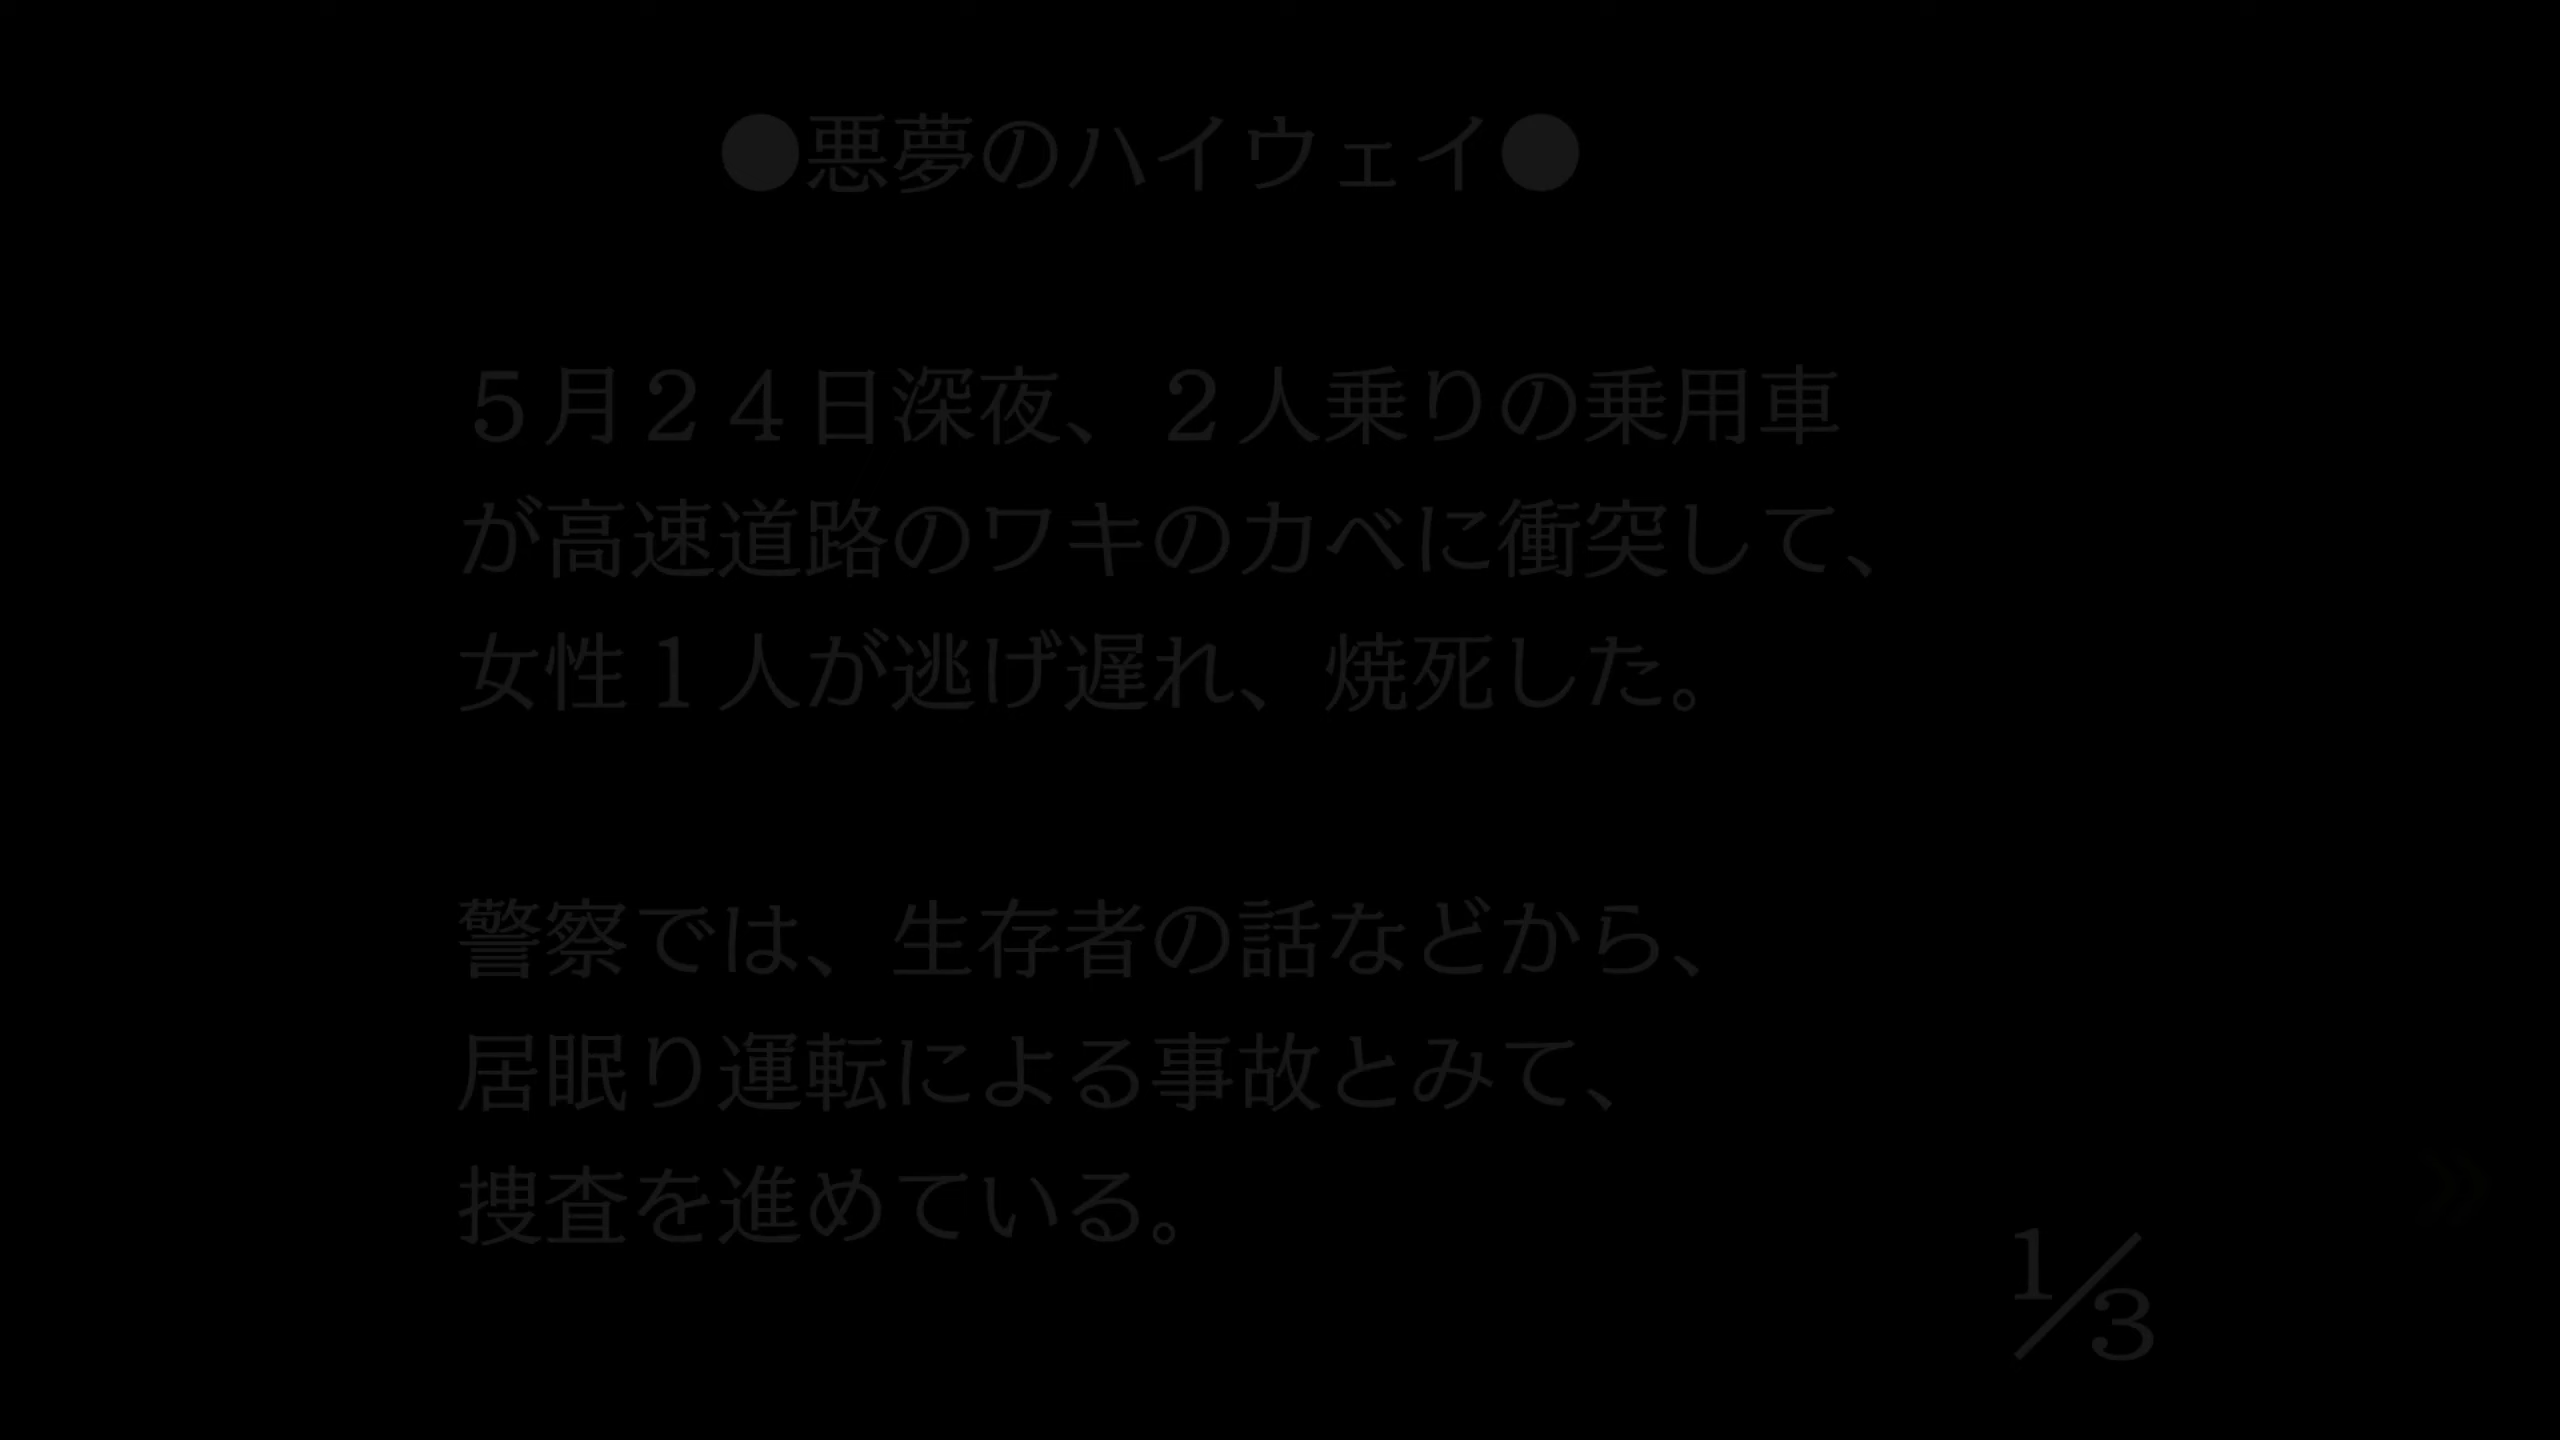 ●悪夢のハイウェイ●
５月２４日深夜、２人乗りの乗用車
が高速道路のワキのカベに衝突して、
女性１人が逃げ遅れ、焼死した。
警察では、生存者の話などから、
居眠り運転による事故とみて、
捜査を進めている。
»
1/3